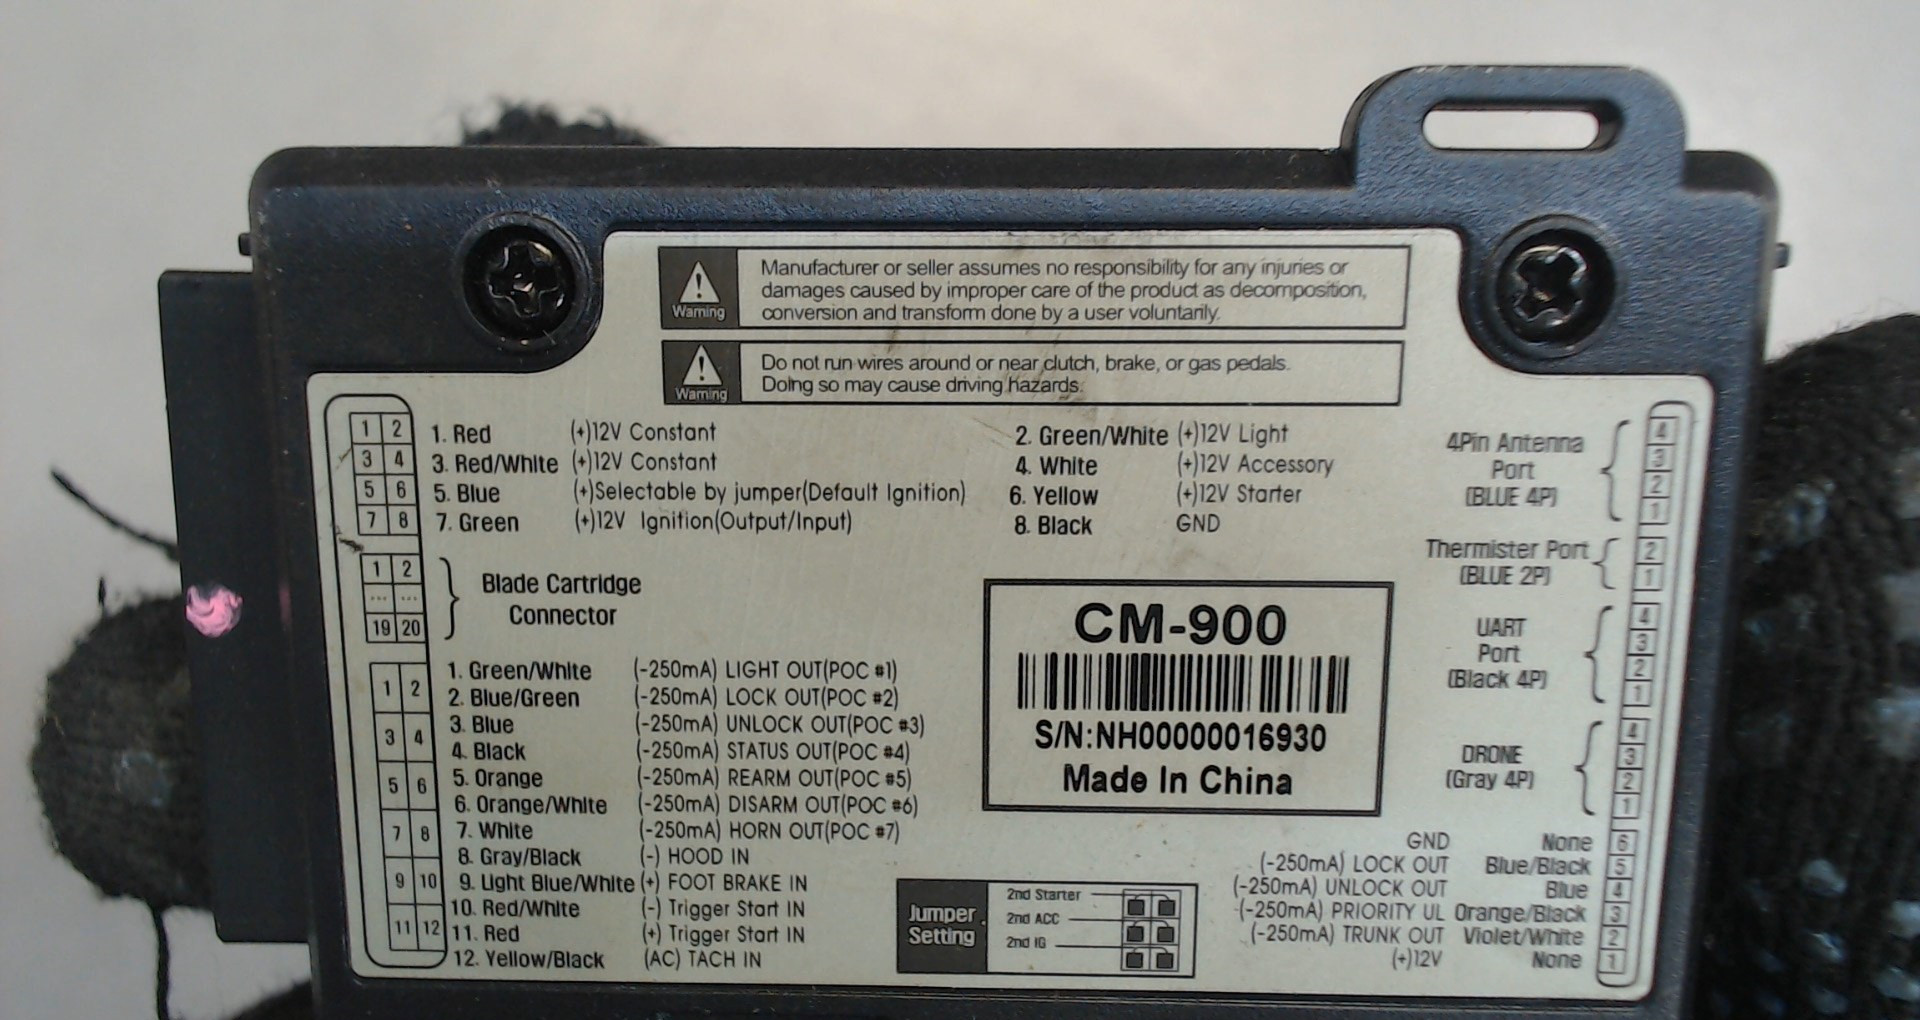 Warning
Manufacturer or seller assumes no responsibility for any injuries or
damages caused by improper care of the product as decomposition,
conversion and transform done by a user voluntarily.
Warning
Do not run wires around or near clutch, brake, or gas pedals.
Doing so may cause driving hazards.
1 2
3 4
5 6
7 8
1. Red (+)12V Constant
3. Red/White (+)12V Constant
5. Blue (+)Selectable by jumper(Default Ignition)
7. Green (+)12V Ignition(Output/Input)
2. Green/White (+)12V Light
4. White (+)12V Accessory
6. Yellow (+)12V Starter
8. Black GND
1 2
... ...
19 20
Blade Cartridge
Connector
1 2
3 4
5 6
7 8
9 10
11 12
1. Green/White (-250mA) LIGHT OUT(POC #1)
2. Blue/Green (-250mA) LOCK OUT(POC #2)
3. Blue (-250mA) UNLOCK OUT(POC #3)
4. Black (-250mA) STATUS OUT(POC #4)
5. Orange (-250mA) REARM OUT(POC #5)
6. Orange/White (-250mA) DISARM OUT(POC #6)
7. White (-250mA) HORN OUT(POC #7)
8. Gray/Black (-) HOOD IN
9. Light Blue/White (+) FOOT BRAKE IN
10. Red/White (-) Trigger Start IN
11. Red (+) Trigger Start IN
12. Yellow/Black (AC) TACH IN
CM-900
S/N:NH00000016930
Made In China
Jumper
Setting
2nd Starter
2nd ACC
2nd IG
4Pin Antenna
Port
(BLUE 4P)
4
3
2
1
Thermister Port
(BLUE 2P)
2
1
UART
Port
(Black 4P)
4
3
2
1
DRONE
(Gray 4P)
4
3
2
1
GND None 6
(-250mA) LOCK OUT Blue/Black 5
(-250mA) UNLOCK OUT Blue 4
(-250mA) PRIORITY UL Orange/Black 3
(-250mA) TRUNK OUT Violet/White 2
(+)12V None 1